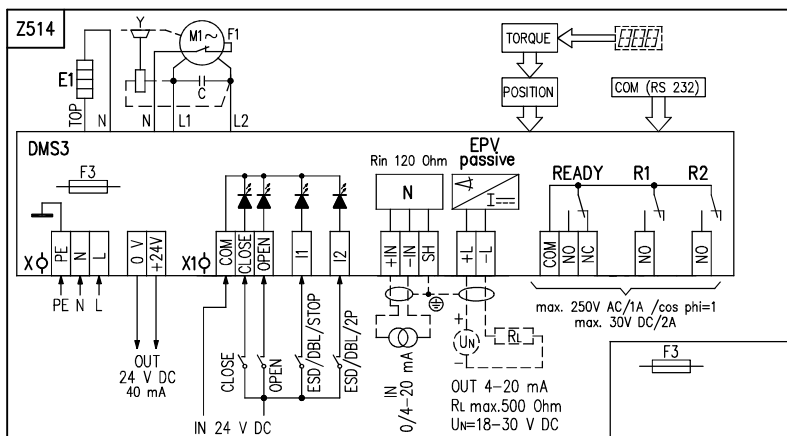 Z514
Y
M1~
F1
E1
C
TOP
N
N
L1
L2
TORQUE
POSITION
COM (RS 232)
DMS3
F3
Rin 120 Ohm
N
EPV
passive
I
READY
R1
R2
X
PE
N
L
0 V
+24V
X1
COM
CLOSE
OPEN
I1
I2
+IN
-IN
SH
+L
-L
COM
NO
NC
NO
NO
PE N L
OUT
24 V DC
40 mA
CLOSE
OPEN
ESD/DBL/STOP
ESD/DBL/2P
IN 24 V DC
IN
0/4-20 mA
+
UN
-
RL
OUT 4-20 mA
RL max.500 Ohm
UN=18-30 V DC
max. 250V AC/1A /cos phi=1
max. 30V DC/2A
F3